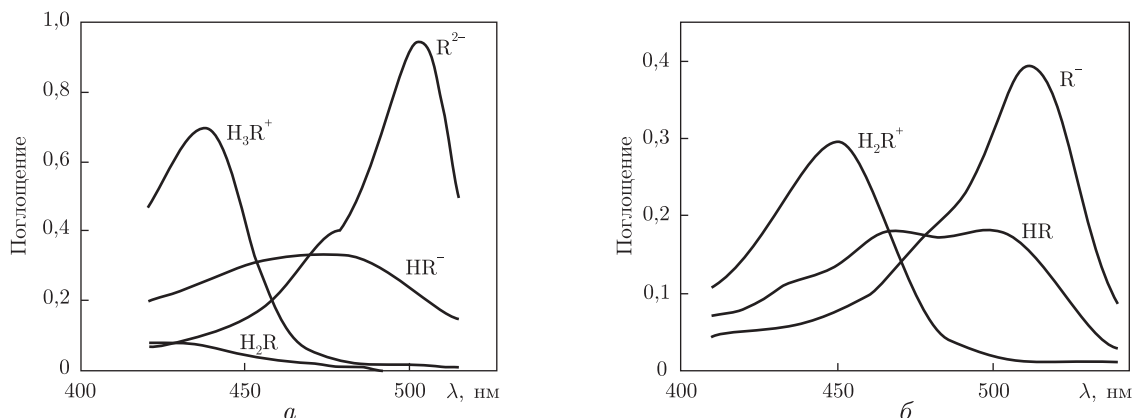 Поглощение
1,0
0,8
0,6
0,4
0,2
0
H₃R⁺
R²⁻
HR⁻
H₂R
400
450
500
λ, нм
а
Поглощение
0,4
0,3
0,2
0,1
0
H₂R⁺
R⁻
HR
400
450
500
λ, нм
б